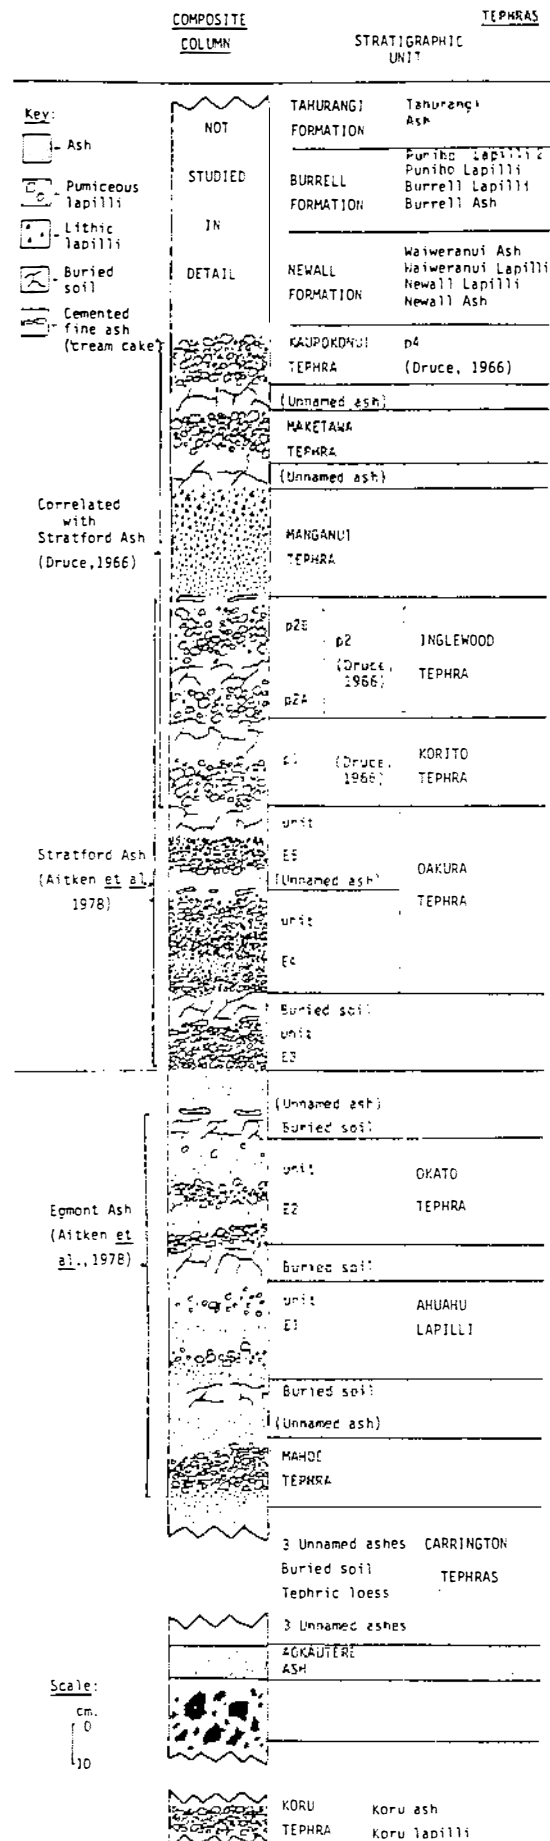 COMPOSITE
COLUMN
TEPHRAS
STRATIGRAPHIC
UNIT
Key:
Ash
Pumiceous
lapilli
Lithic
lapilli
Buried
soil
Cemented
fine ash
(cream cake)
NOT
STUDIED
IN
DETAIL
TAHURANGI
FORMATION
Tahurangi
Ash
BURRELL
FORMATION
Puniho Lapilli 2
Puniho Lapilli
Burrell Lapilli
Burrell Ash
NEWALL
FORMATION
Waiweranui Ash
Waiweranui Lapilli
Newall Lapilli
Newall Ash
KAUPOKONUI
TEPHRA
p4
(Druce, 1966)
(Unnamed ash)
MAKETAWA
TEPHRA
(Unnamed ash)
Correlated
with
Stratford Ash
(Druce,1966)
MANGANUI
TEPHRA
p2B
p2
(Druce,
1966)
p2A
INGLEWOOD
TEPHRA
p1
(Druce,
1966)
KORITO
TEPHRA
Stratford Ash
(Aitken et al
1978)
unit
E5
(Unnamed ash)
OAKURA
TEPHRA
unit
E4
Buried soil
unit
E3
(Unnamed ash)
Buried soil
Egmont Ash
(Aitken et
al.,1978)
unit
E2
OKATO
TEPHRA
Buried soil
unit
E1
AHUAHU
LAPILLI
Buried soil
(Unnamed ash)
MAHOE
TEPHRA
3 Unnamed ashes
Buried soil
Tephric loess
CARRINGTON
TEPHRAS
3 Unnamed ashes
AOKAUTERE
ASH
Scale:
cm.
0
10
KORU
TEPHRA
Koru ash
Koru lapilli